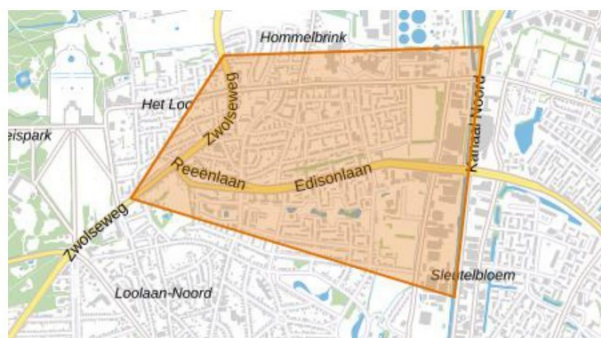 Hommelbrink
Het Loo
Zwolseweg
Kanaal Noord
eispark
Reeënlaan
Edisonlaan
Zwolseweg
Sleutelbloem
Loolaan-Noord